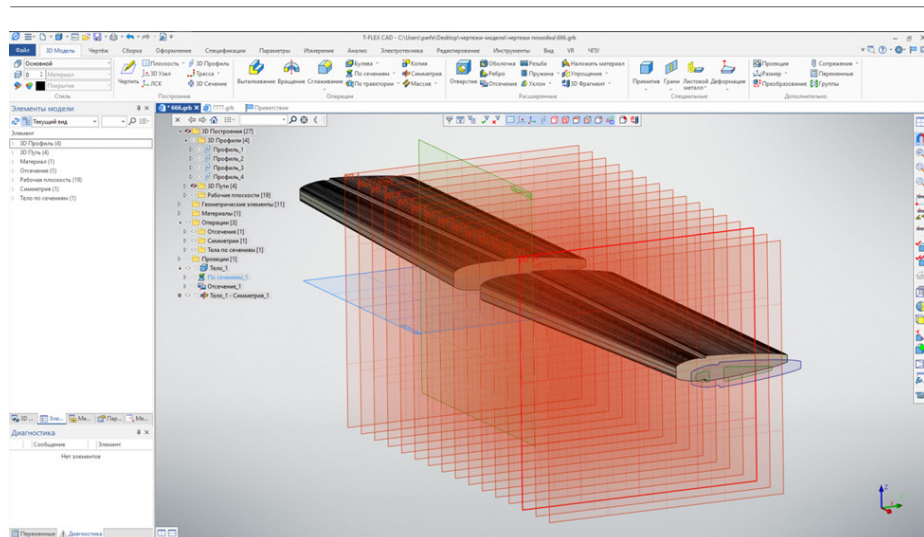 T-FLEX CAD - C:\Users\parfe\Desktop\чертежи-модели\чертежи помойка\666.grb
Файл 3D Модель Чертёж Сборка Оформление Спецификации Параметры Измерение Анализ Электротехника Редактирование Инструменты Вид VR ЧПУ
Основной
0 Материал
Покрытие
Стиль
Чертить
Плоскость
3D Узел
ЛСК
3D Профиль
Трасса
3D Сечение
Построения
Выталкивание Вращение Сглаживание
Булева
По сечениям
По траектории
Копия
Симметрия
Массив
Операции
Отверстие
Оболочка
Ребро
Отсечение
Резьба
Пружина
Уклон
Наложить материал
Упрощение
3D Фрагмент
Расширенные
Примитив Грани Листовой металл Деформация
Специальные
Проекция
Размер
Преобразование
Сопряжение
Переменные
Группы
Дополнительно
Элементы модели
Текущий вид
Элемент
3D Профиль (4)
3D Путь (4)
Материал (1)
Отсечение (1)
Рабочая плоскость (19)
Симметрия (1)
Тело по сечениям (1)
* 666.grb
7777.grb
Приветствие
3D Построения [27]
3D Профили [4]
Профиль_1
Профиль_2
Профиль_3
Профиль_4
3D Пути [4]
Рабочие плоскости [19]
Геометрические элементы [11]
Материалы [1]
Операции [3]
Отсечения [1]
Симметрии [1]
Тела по сечениям [1]
Проекции [1]
Тело_1
По сечениям_1
Отсечение_1
Тело_1 - Симметрия_1
3D ...
Эле...
Ме...
Пар...
Ме...
Диагностика
Сообщение Элемент
Нет элементов
Переменные Диагностика
Z